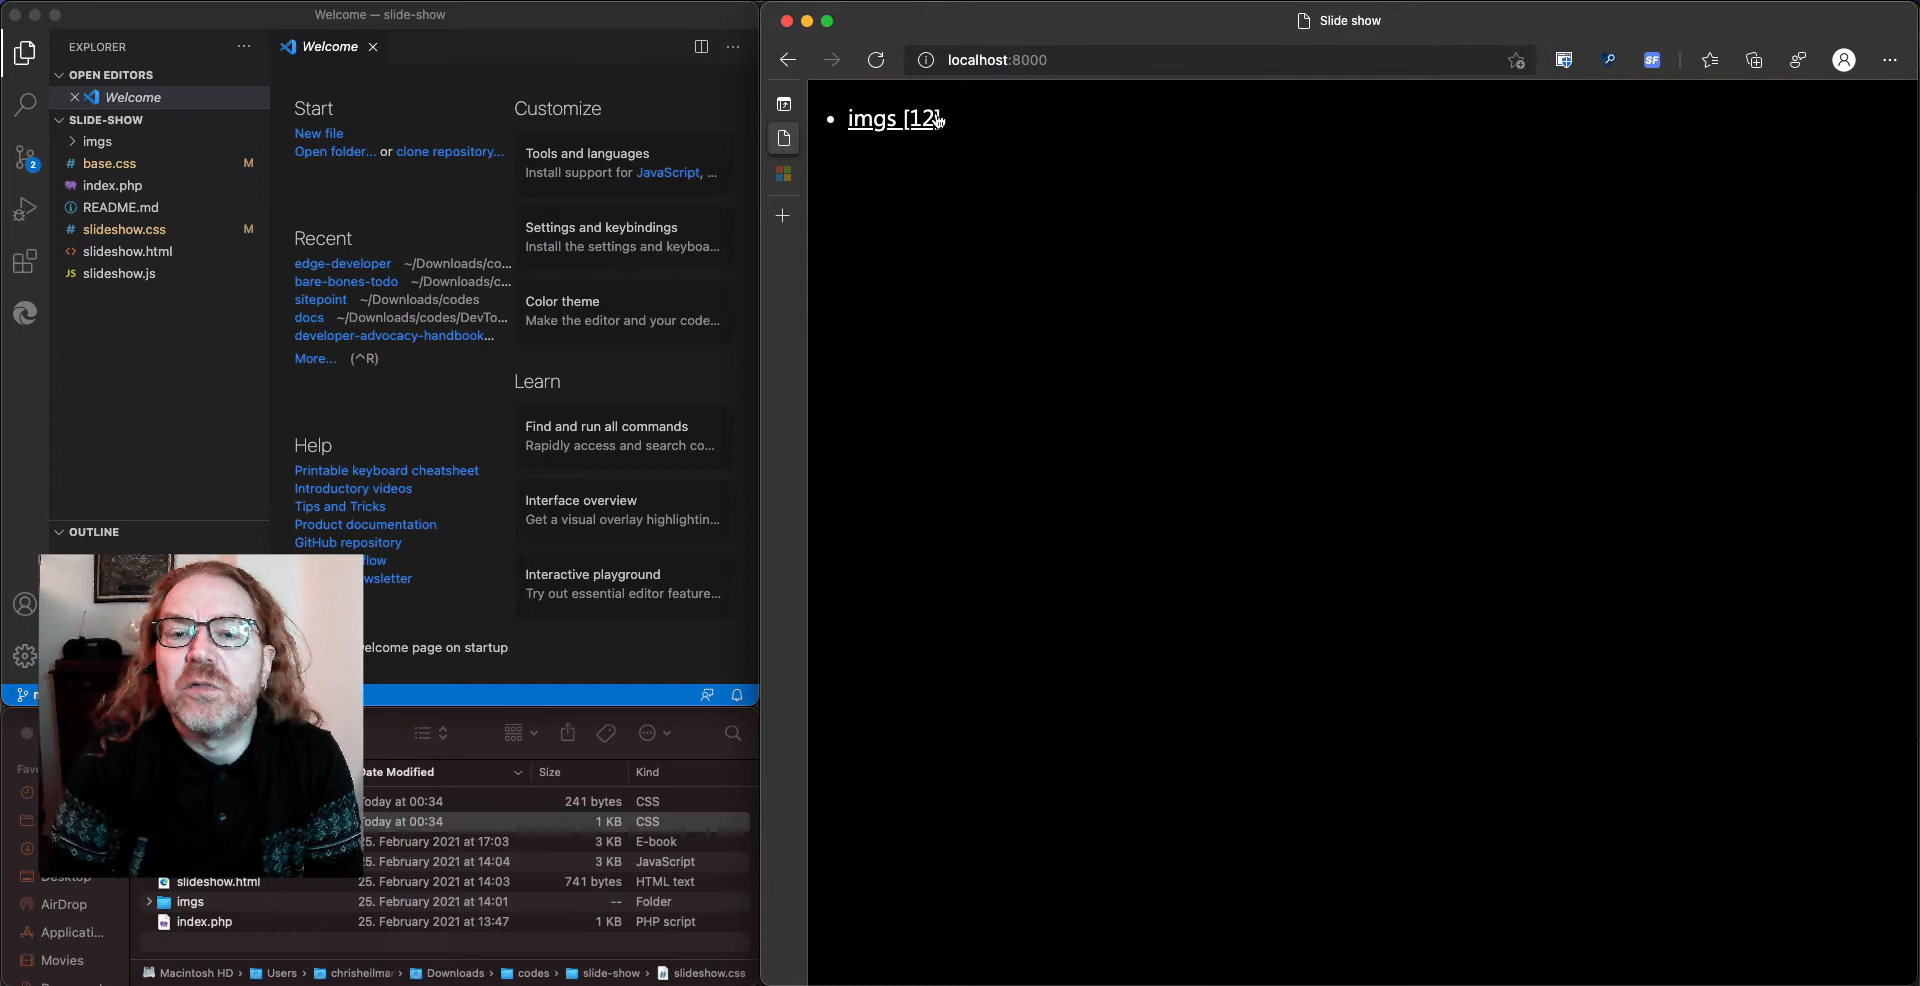 Welcome — slide-show
EXPLORER
OPEN EDITORS
Welcome
SLIDE-SHOW
imgs
base.css M
index.php
README.md
slideshow.css M
slideshow.html
JS slideshow.js
OUTLINE
2
Welcome
Start
New file
Open folder... or clone repository...
Recent
edge-developer ~/Downloads/co...
bare-bones-todo ~/Downloads/c...
sitepoint ~/Downloads/codes
docs ~/Downloads/codes/DevTo...
developer-advocacy-handbook...
More... (^R)
Help
Printable keyboard cheatsheet
Introductory videos
Tips and Tricks
Product documentation
GitHub repository
flow
wsletter
elcome page on startup
Customize
Tools and languages
Install support for JavaScript, ...
Settings and keybindings
Install the settings and keyboa...
Color theme
Make the editor and your code...
Learn
Find and run all commands
Rapidly access and search co...
Interface overview
Get a visual overlay highlightin...
Interactive playground
Try out essential editor feature...
Fav
Desktop
AirDrop
Applicati...
Movies
ate Modified Size Kind
oday at 00:34 241 bytes CSS
oday at 00:34 1 KB CSS
25. February 2021 at 17:03 3 KB E-book
25. February 2021 at 14:04 3 KB JavaScript
slideshow.html 25. February 2021 at 14:03 741 bytes HTML text
imgs 25. February 2021 at 14:01 -- Folder
index.php 25. February 2021 at 13:47 1 KB PHP script
Macintosh HD › Users › chrisheilmar › Downloads › codes › slide-show › slideshow.css
Slide show
localhost:8000
SF
imgs [12]